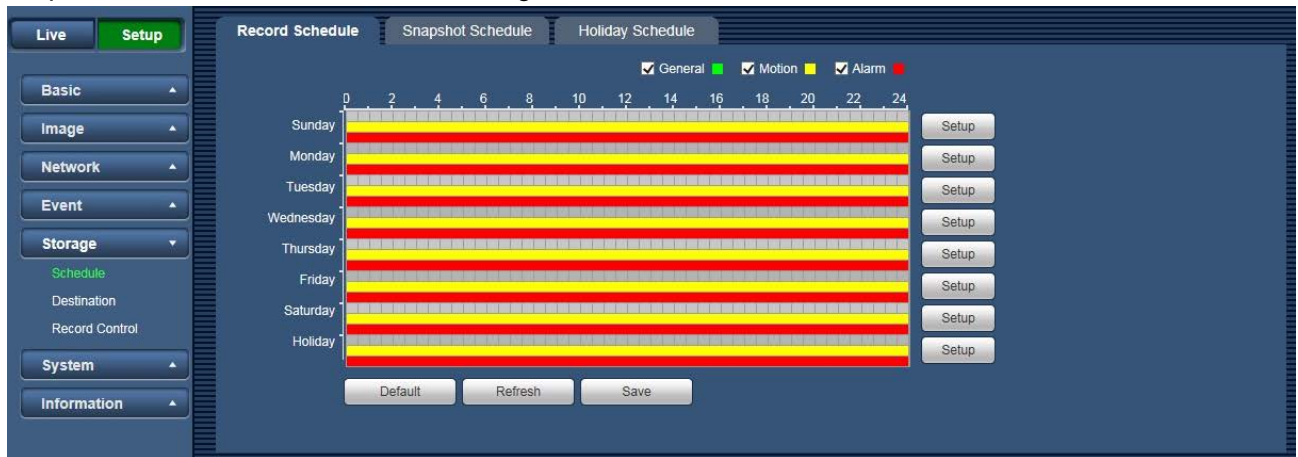 Live Setup
Record Schedule Snapshot Schedule Holiday Schedule
General Motion Alarm
Basic
Image
Network
Event
Storage
Schedule
Destination
Record Control
System
Information
0 2 4 6 8 10 12 14 16 18 20 22 24
Sunday Setup
Monday Setup
Tuesday Setup
Wednesday Setup
Thursday Setup
Friday Setup
Saturday Setup
Holiday Setup
Default Refresh Save